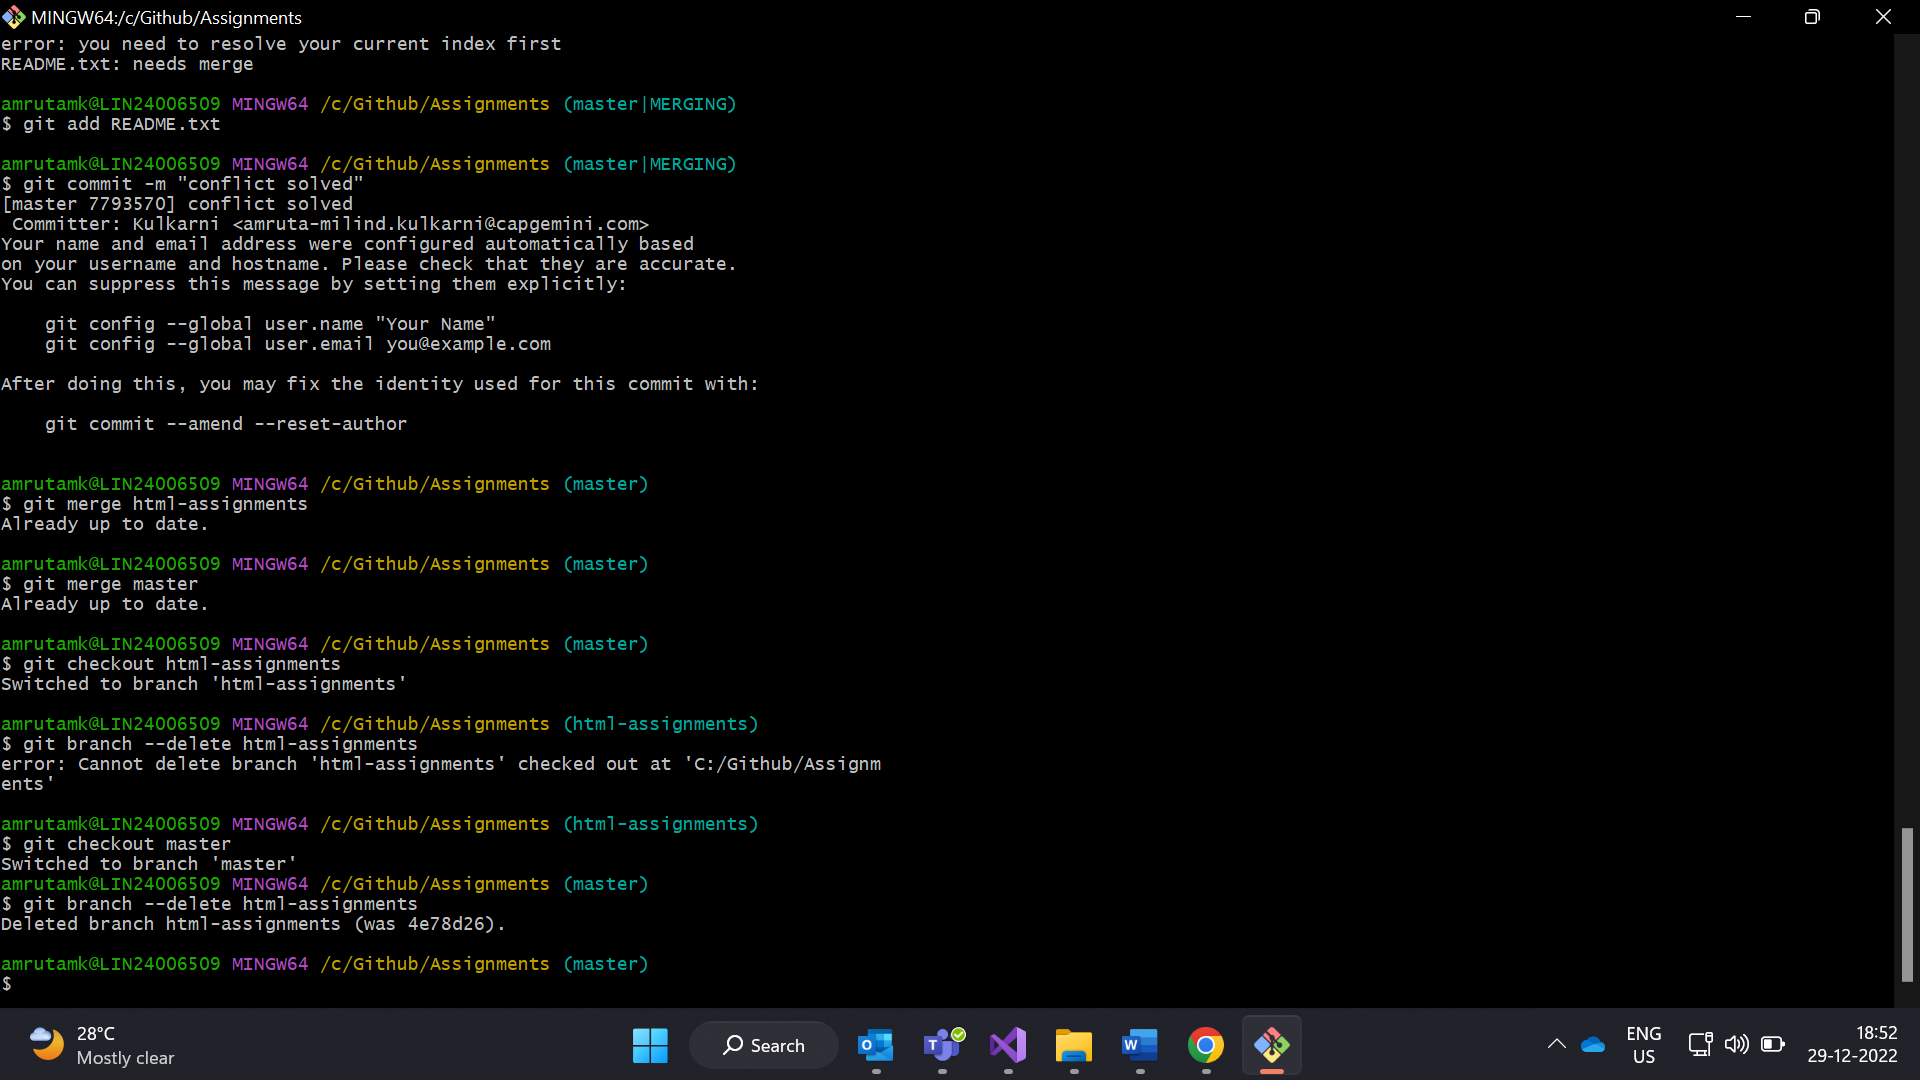 MINGW64:/c/Github/Assignments
error: you need to resolve your current index first
README.txt: needs merge
amrutamk@LIN24006509 MINGW64 /c/Github/Assignments (master|MERGING)
$ git add README.txt
amrutamk@LIN24006509 MINGW64 /c/Github/Assignments (master|MERGING)
$ git commit -m "conflict solved"
[master 7793570] conflict solved
 Committer: Kulkarni <amruta-milind.kulkarni@capgemini.com>
Your name and email address were configured automatically based
on your username and hostname. Please check that they are accurate.
You can suppress this message by setting them explicitly:
    git config --global user.name "Your Name"
    git config --global user.email you@example.com
After doing this, you may fix the identity used for this commit with:
    git commit --amend --reset-author
amrutamk@LIN24006509 MINGW64 /c/Github/Assignments (master)
$ git merge html-assignments
Already up to date.
amrutamk@LIN24006509 MINGW64 /c/Github/Assignments (master)
$ git merge master
Already up to date.
amrutamk@LIN24006509 MINGW64 /c/Github/Assignments (master)
$ git checkout html-assignments
Switched to branch 'html-assignments'
amrutamk@LIN24006509 MINGW64 /c/Github/Assignments (html-assignments)
$ git branch --delete html-assignments
error: Cannot delete branch 'html-assignments' checked out at 'C:/Github/Assignm
ents'
amrutamk@LIN24006509 MINGW64 /c/Github/Assignments (html-assignments)
$ git checkout master
Switched to branch 'master'
amrutamk@LIN24006509 MINGW64 /c/Github/Assignments (master)
$ git branch --delete html-assignments
Deleted branch html-assignments (was 4e78d26).
amrutamk@LIN24006509 MINGW64 /c/Github/Assignments (master)
$
28°C
Mostly clear
Search
ENG
US
18:52
29-12-2022